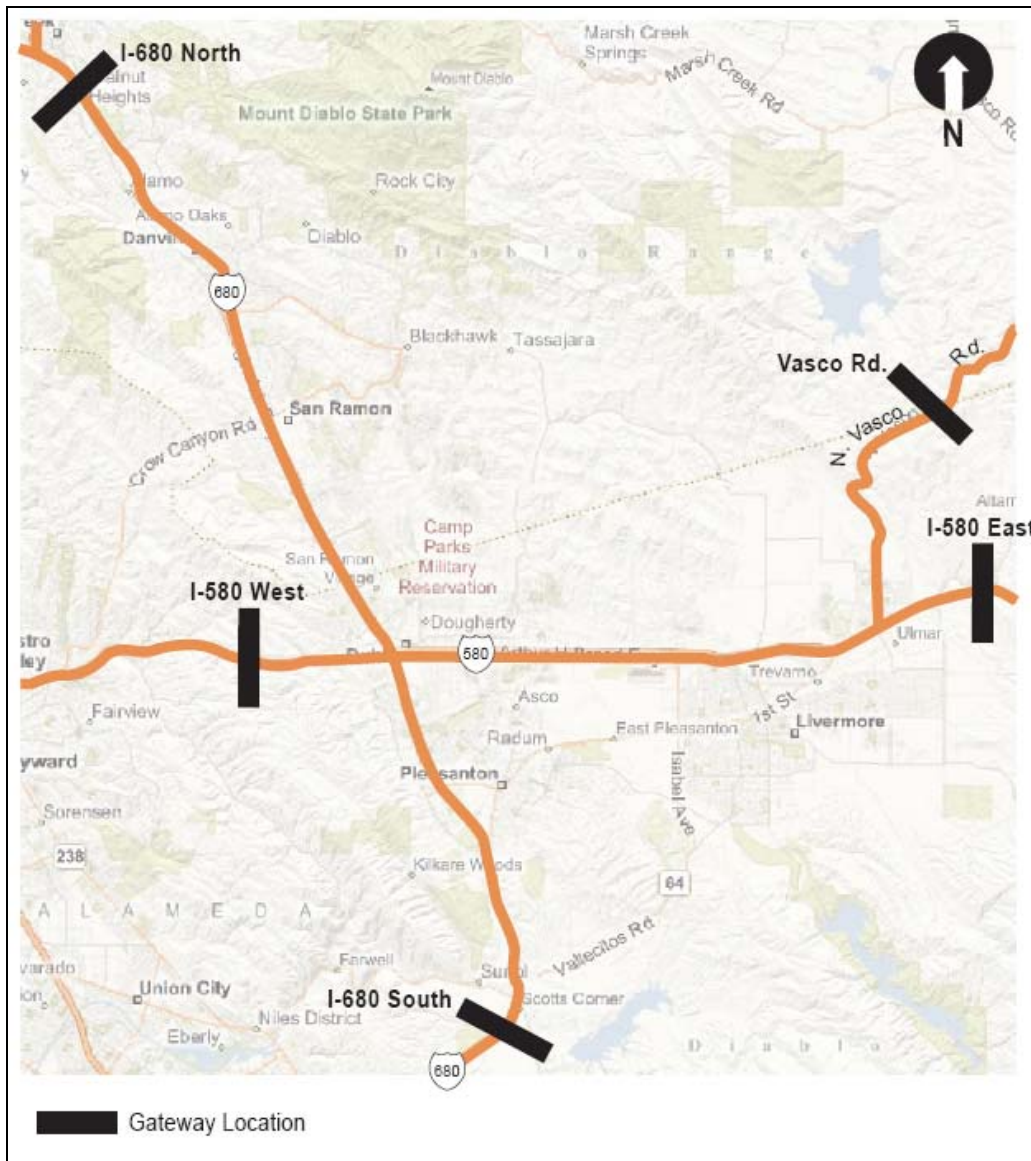 I-680 North
Heights
Marsh Creek
Springs
Mount Diablo
Marsh Creek Rd
Mount Diablo State Park
N
Alamo
Rock City
Alamo Oaks
Diablo
Diablo Range
680
Blackhawk
Tassajara
Vasco Rd.
N. Vasco Rd.
San Ramon
Crow Canyon Rd
Camp
Parks
Military
Reservation
San Ramon
Village
I-580 East
I-580 West
Dougherty
580
Ulmar
Trevarno
Fairview
Asco
1st St
Radum
East Pleasanton
Livermore
Pleasanton
Isabel Ave
Sorensen
238
Kilkare Woods
84
ALAMEDA
Vallecitos Rd
Farwell
Sunol
Union City
I-680 South
Scotts Corner
Niles District
Eberly
Diablo
680
Gateway Location